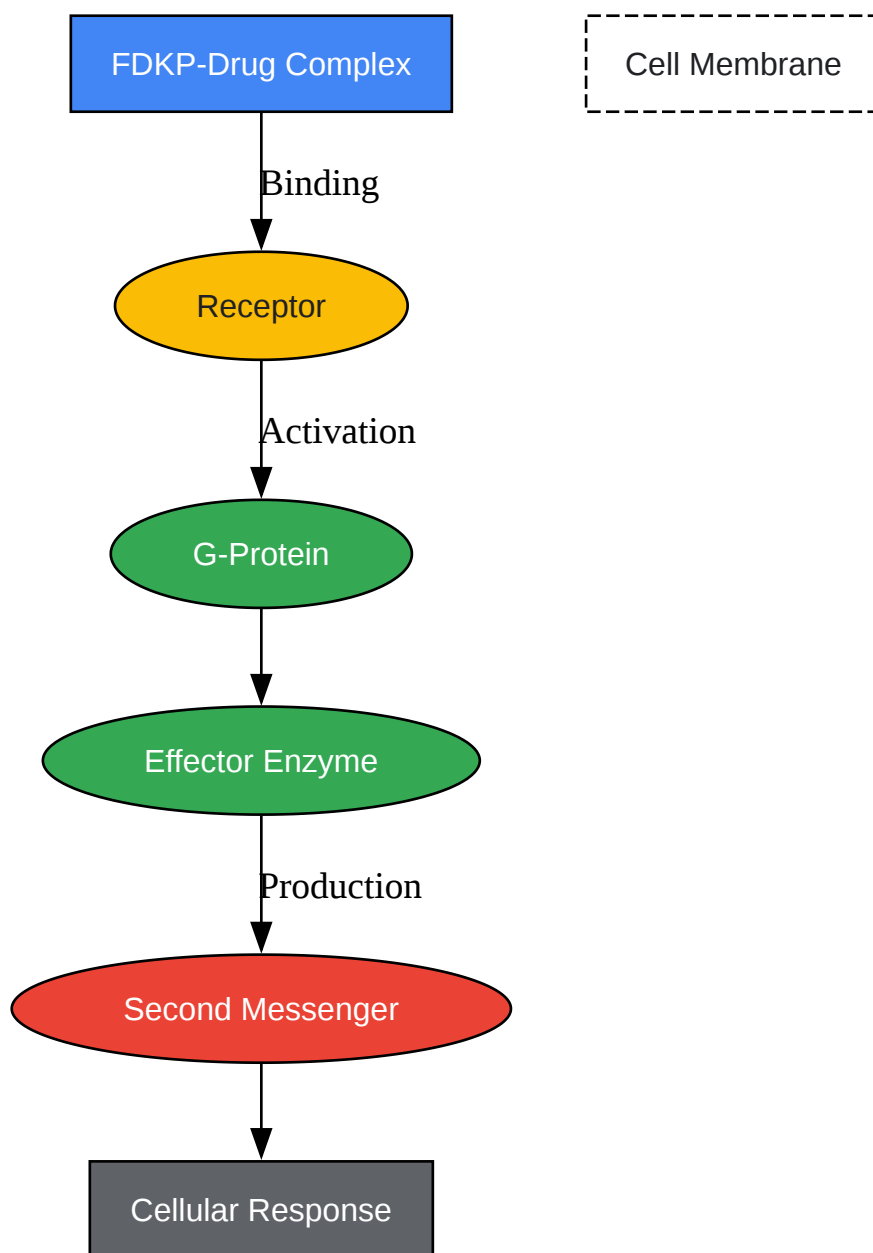 FDKP-Drug Complex
Cell Membrane
Binding
Receptor
Activation
G-Protein
Effector Enzyme
Production
Second Messenger
Cellular Response